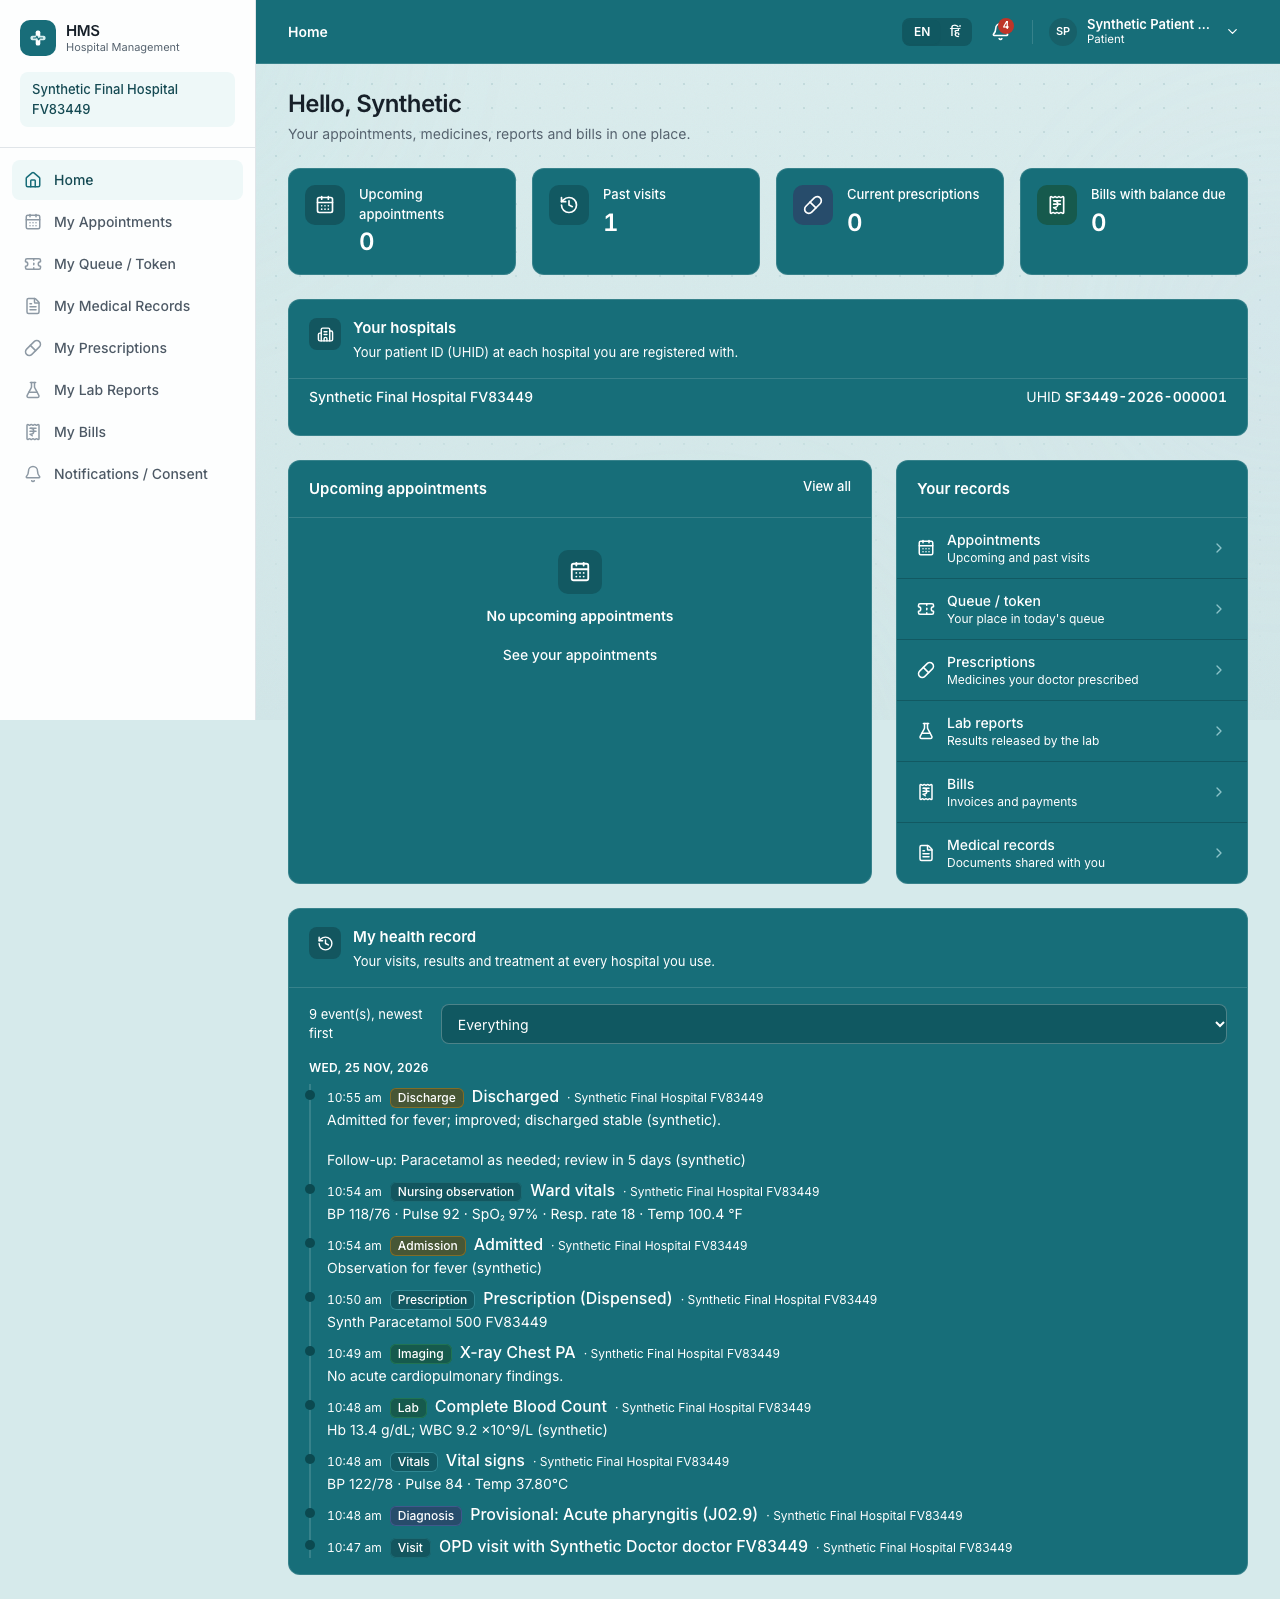 HMS
Hospital Management
Synthetic Final Hospital
FV83449
Home
My Appointments
My Queue / Token
My Medical Records
My Prescriptions
My Lab Reports
My Bills
Notifications / Consent
Home
EN
हिं
4
SP
Synthetic Patient ...
Patient
Hello, Synthetic
Your appointments, medicines, reports and bills in one place.
Upcoming
appointments
0
Past visits
1
Current prescriptions
0
Bills with balance due
0
Your hospitals
Your patient ID (UHID) at each hospital you are registered with.
Synthetic Final Hospital FV83449
UHID SF3449-2026-000001
Upcoming appointments
View all
No upcoming appointments
See your appointments
Your records
Appointments
Upcoming and past visits
Queue / token
Your place in today's queue
Prescriptions
Medicines your doctor prescribed
Lab reports
Results released by the lab
Bills
Invoices and payments
Medical records
Documents shared with you
My health record
Your visits, results and treatment at every hospital you use.
9 event(s), newest
first
Everything
WED, 25 NOV, 2026
10:55 am Discharge Discharged · Synthetic Final Hospital FV83449
Admitted for fever; improved; discharged stable (synthetic).
Follow-up: Paracetamol as needed; review in 5 days (synthetic)
10:54 am Nursing observation Ward vitals · Synthetic Final Hospital FV83449
BP 118/76 · Pulse 92 · SpO₂ 97% · Resp. rate 18 · Temp 100.4 °F
10:54 am Admission Admitted · Synthetic Final Hospital FV83449
Observation for fever (synthetic)
10:50 am Prescription Prescription (Dispensed) · Synthetic Final Hospital FV83449
Synth Paracetamol 500 FV83449
10:49 am Imaging X-ray Chest PA · Synthetic Final Hospital FV83449
No acute cardiopulmonary findings.
10:48 am Lab Complete Blood Count · Synthetic Final Hospital FV83449
Hb 13.4 g/dL; WBC 9.2 ×10^9/L (synthetic)
10:48 am Vitals Vital signs · Synthetic Final Hospital FV83449
BP 122/78 · Pulse 84 · Temp 37.80°C
10:48 am Diagnosis Provisional: Acute pharyngitis (J02.9) · Synthetic Final Hospital FV83449
10:47 am Visit OPD visit with Synthetic Doctor doctor FV83449 · Synthetic Final Hospital FV83449